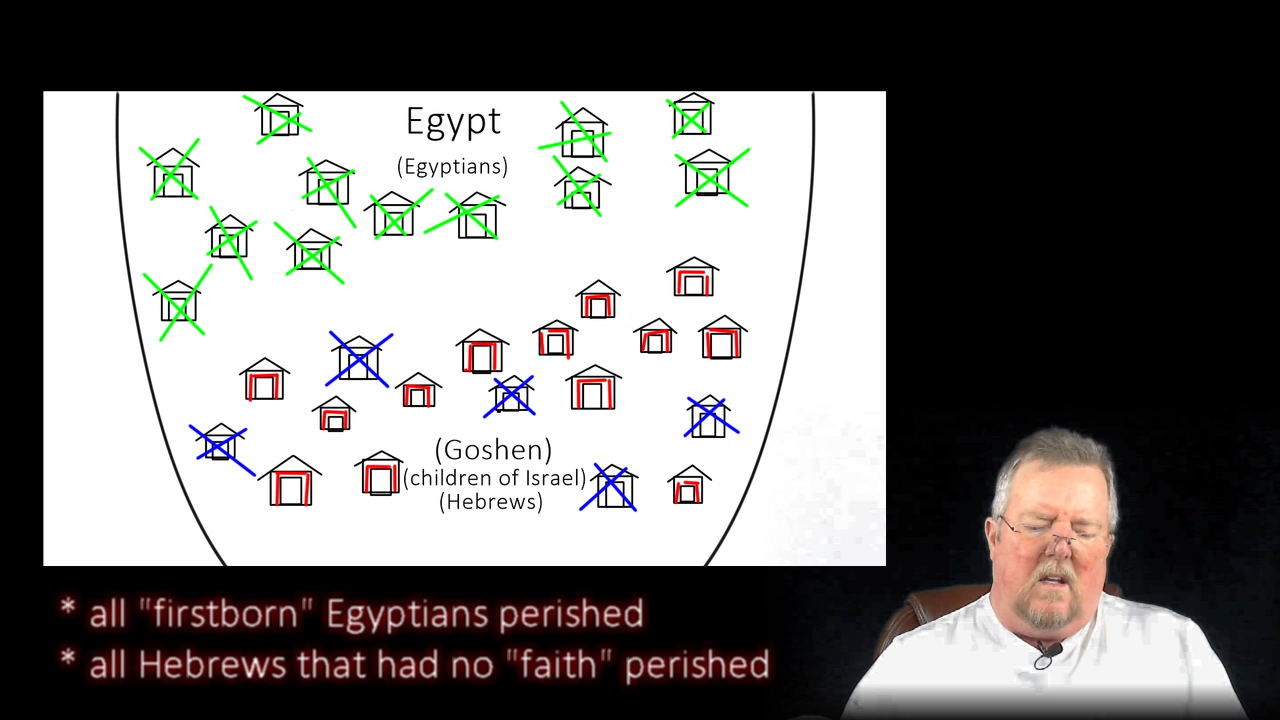 Egypt
(Egyptians)
(Goshen)
(children of Israel)
(Hebrews)
* all "firstborn" Egyptians perished
* all Hebrews that had no "faith" perished